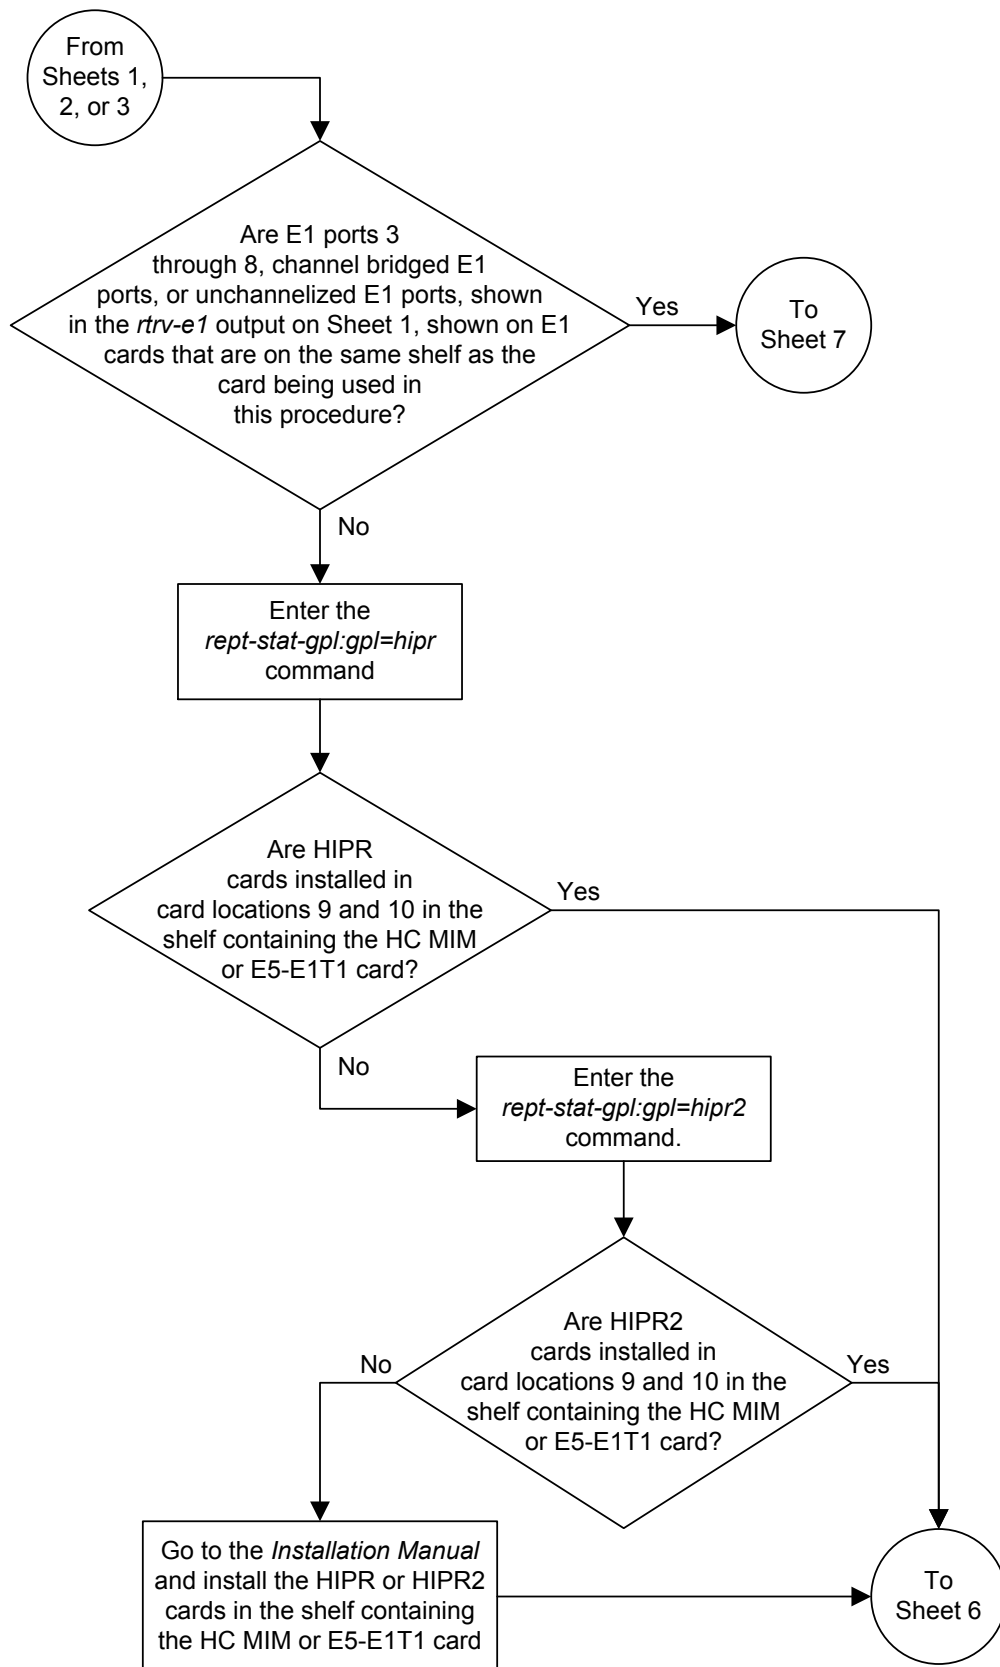 From
Sheets 1,
2, or 3
Are E1 ports 3
through 8, channel bridged E1
ports, or unchannelized E1 ports, shown
in the rtrv-e1 output on Sheet 1, shown on E1
cards that are on the same shelf as the
card being used in
this procedure?
Yes
To
Sheet 7
No
Enter the
rept-stat-gpl:gpl=hipr
command
Are HIPR
cards installed in
card locations 9 and 10 in the
shelf containing the HC MIM
or E5-E1T1 card?
Yes
No
Enter the
rept-stat-gpl:gpl=hipr2
command.
Are HIPR2
cards installed in
card locations 9 and 10 in the
shelf containing the HC MIM
or E5-E1T1 card?
No
Yes
Go to the Installation Manual
and install the HIPR or HIPR2
cards in the shelf containing
the HC MIM or E5-E1T1 card
To
Sheet 6